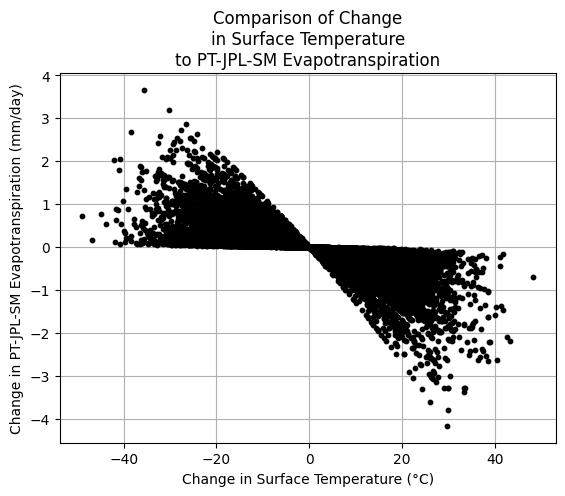 Comparison of Change
in Surface Temperature
to PT-JPL-SM Evapotranspiration
Change in PT-JPL-SM Evapotranspiration (mm/day)
4
3
2
1
0
−1
−2
−3
−4
−40
−20
0
20
40
Change in Surface Temperature (°C)